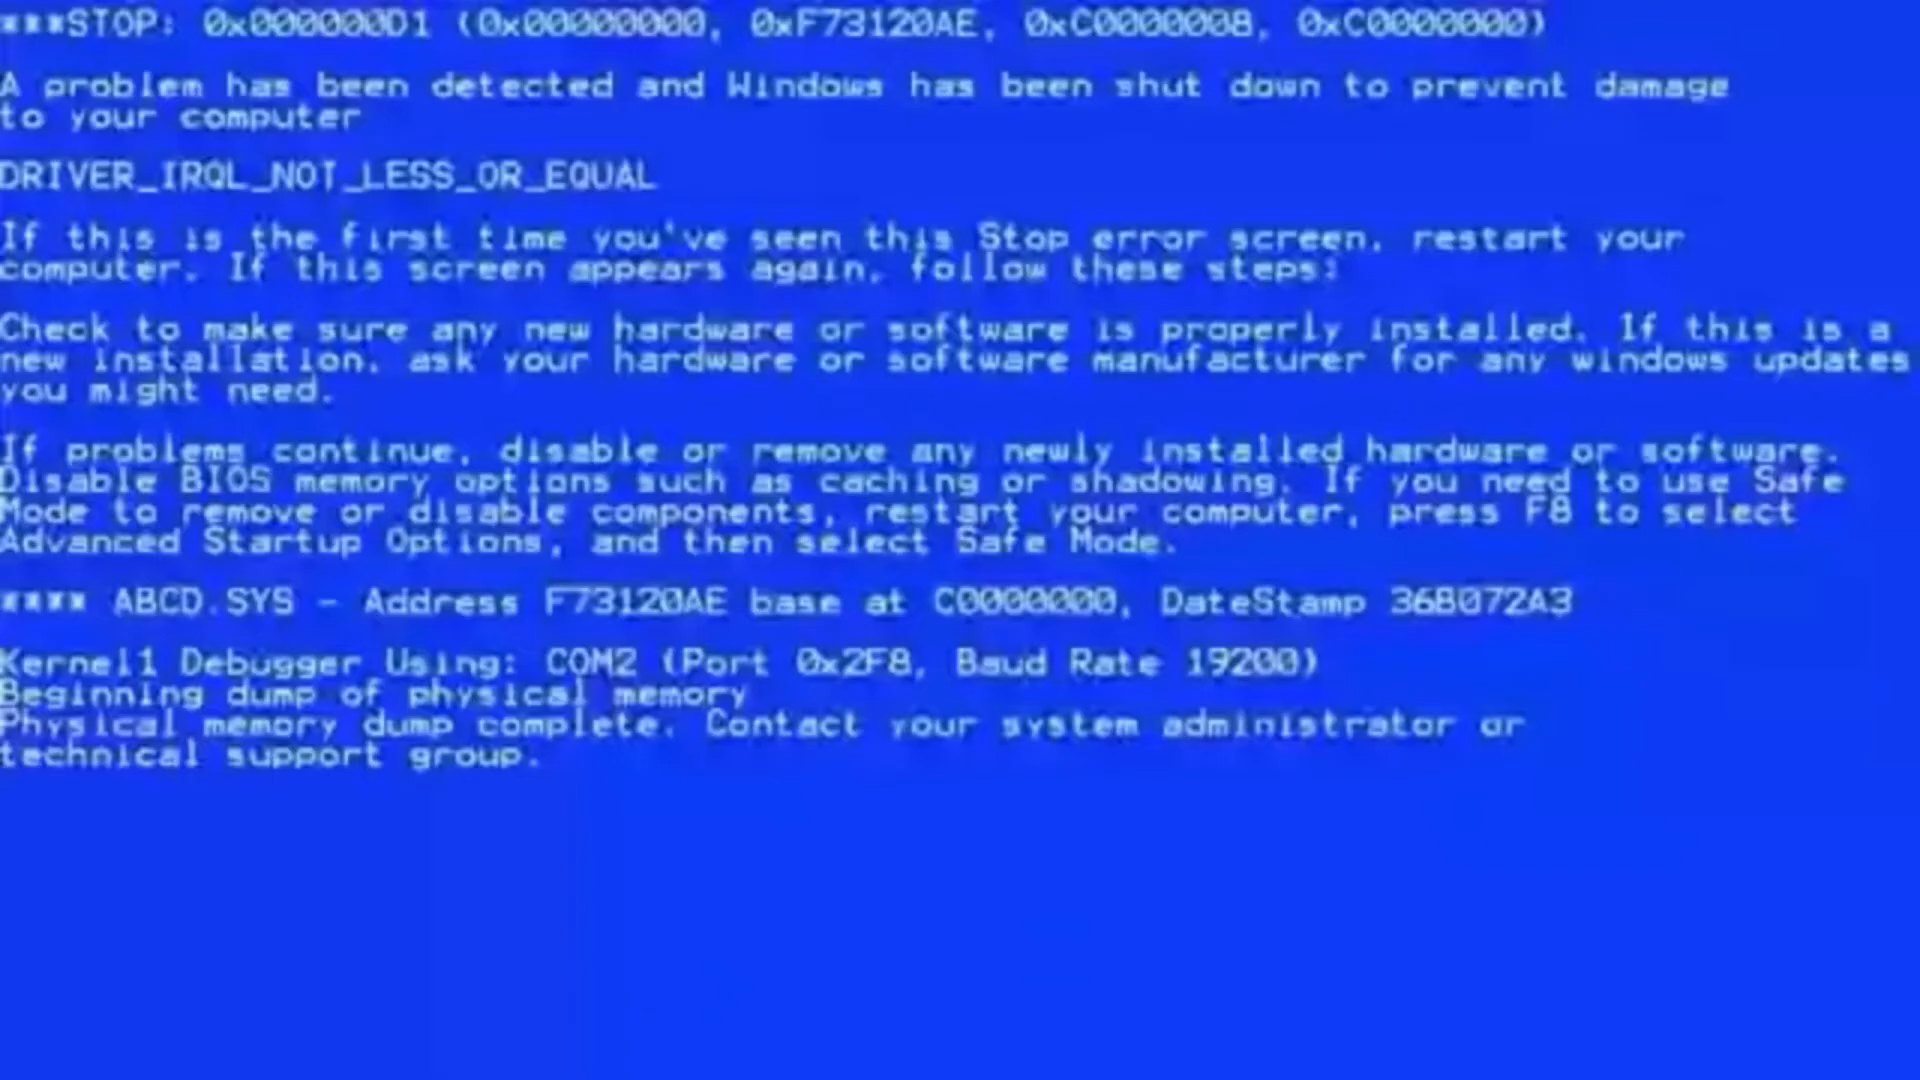 ***STOP: 0x000000D1 (0x00000000, 0xF73120AE, 0xC0000008, 0xC0000000)
A problem has been detected and Windows has been shut down to prevent damage
to your computer
DRIVER_IRQL_NOT_LESS_OR_EQUAL
If this is the first time you've seen this Stop error screen, restart your
computer. If this screen appears again, follow these steps:
Check to make sure any new hardware or software is properly installed. If this is a
new installation, ask your hardware or software manufacturer for any windows updates
you might need.
If problems continue, disable or remove any newly installed hardware or software.
Disable BIOS memory options such as caching or shadowing. If you need to use Safe
Mode to remove or disable components, restart your computer, press F8 to select
Advanced Startup Options, and then select Safe Mode.
**** ABCD.SYS - Address F73120AE base at C0000000, DateStamp 36B072A3
Kernel1 Debugger Using: COM2 (Port 0x2F8, Baud Rate 19200)
Beginning dump of physical memory
Physical memory dump complete. Contact your system administrator or
technical support group.